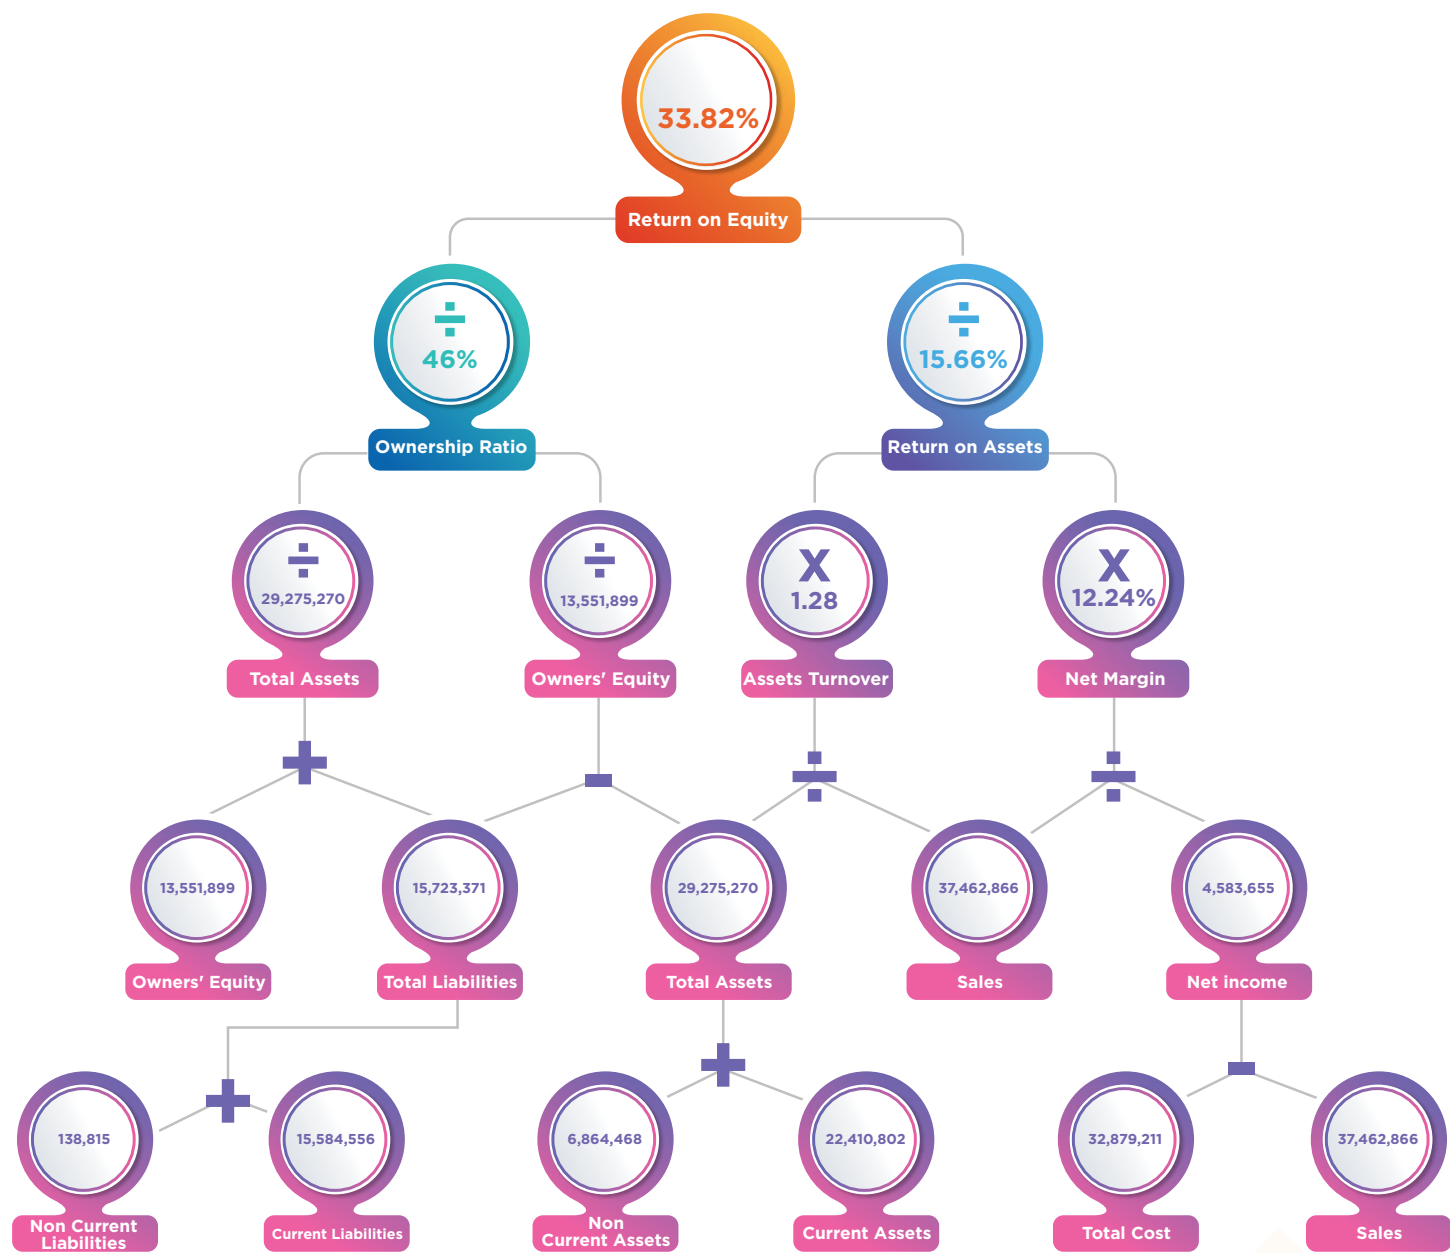 33.82%
Return on Equity
÷
46%
Ownership Ratio
÷
15.66%
Return on Assets
÷
29,275,270
Total Assets
÷
13,551,899
Owners' Equity
X
1.28
Assets Turnover
X
12.24%
Net Margin
+
-
÷
÷
13,551,899
Owners' Equity
15,723,371
Total Liabilities
29,275,270
Total Assets
37,462,866
Sales
4,583,655
Net income
+
+
-
138,815
Non Current
Liabilities
15,584,556
Current Liabilities
6,864,468
Non
Current Assets
22,410,802
Current Assets
32,879,211
Total Cost
37,462,866
Sales